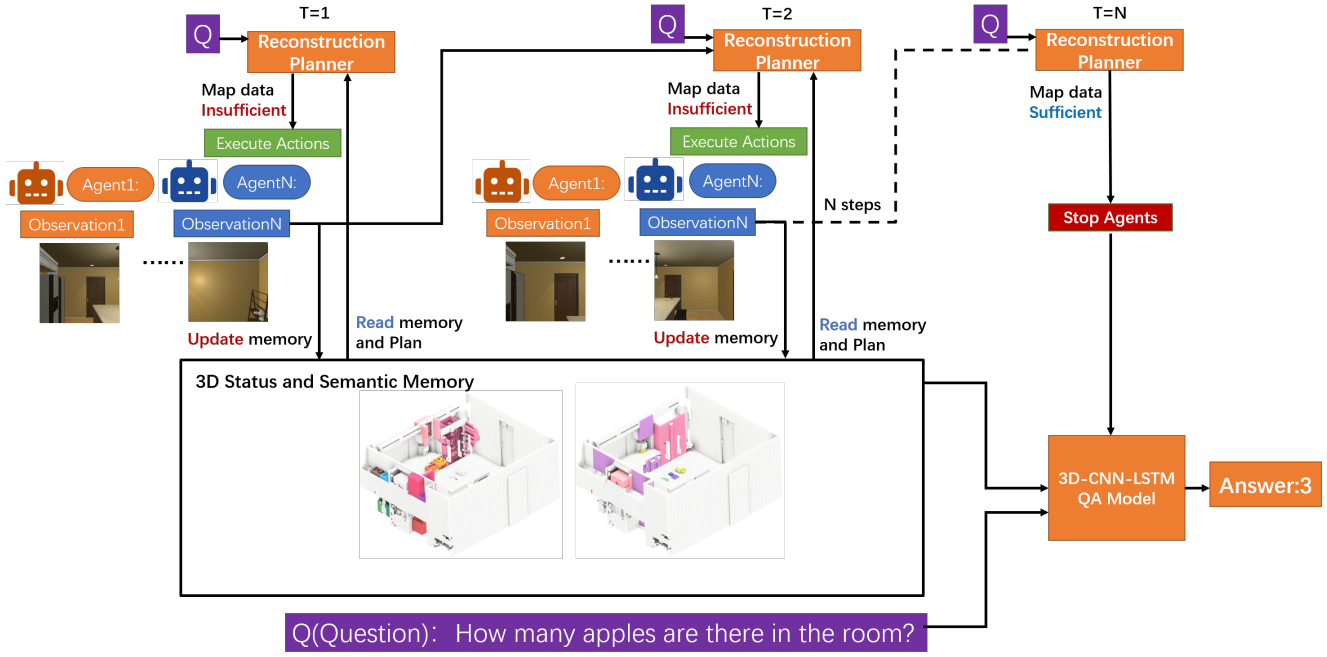 T=1
Q
Reconstruction
Planner
Map data
Insufficient
Execute Actions
Agent1:
AgentN:
Observation1
ObservationN
······
Update memory
Read memory
and Plan
T=2
Q
Reconstruction
Planner
Map data
Insufficient
Execute Actions
Agent1:
AgentN:
Observation1
ObservationN
······
Update memory
Read memory
and Plan
N steps
T=N
Q
Reconstruction
Planner
Map data
Sufficient
Stop Agents
3D Status and Semantic Memory
3D-CNN-LSTM
QA Model
Answer:3
Q(Question)： How many apples are there in the room?